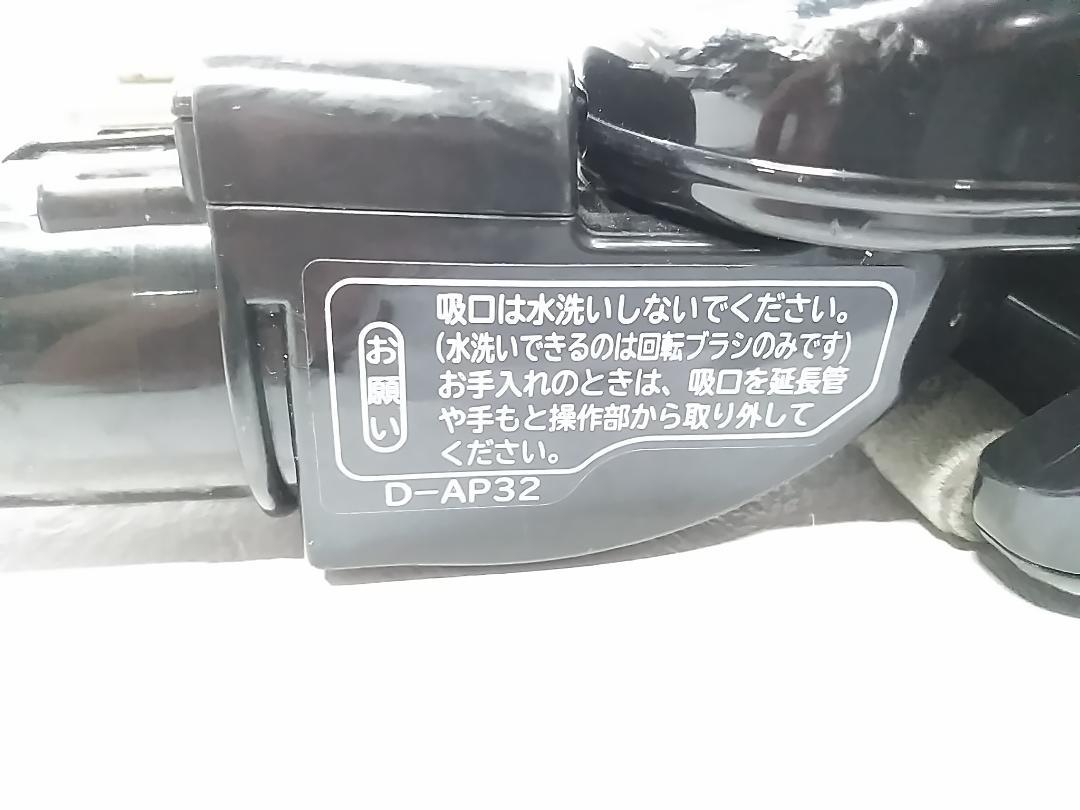 お願い
吸口は水洗いしないでください。
(水洗いできるのは回転ブラシのみです)
お手入れのときは、吸口を延長管
や手もと操作部から取り外して
ください。
D-AP32